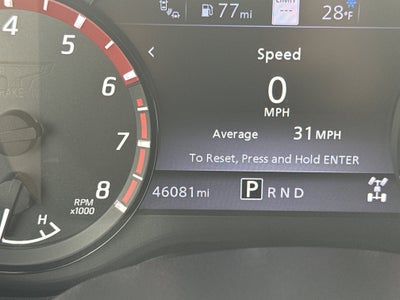 77mi
LIMIT
---
28°F
Speed
0
MPH
Average 31 MPH
To Reset, Press and Hold ENTER
46081mi P R N D
4
5
6
7
8
RPM
x1000
H